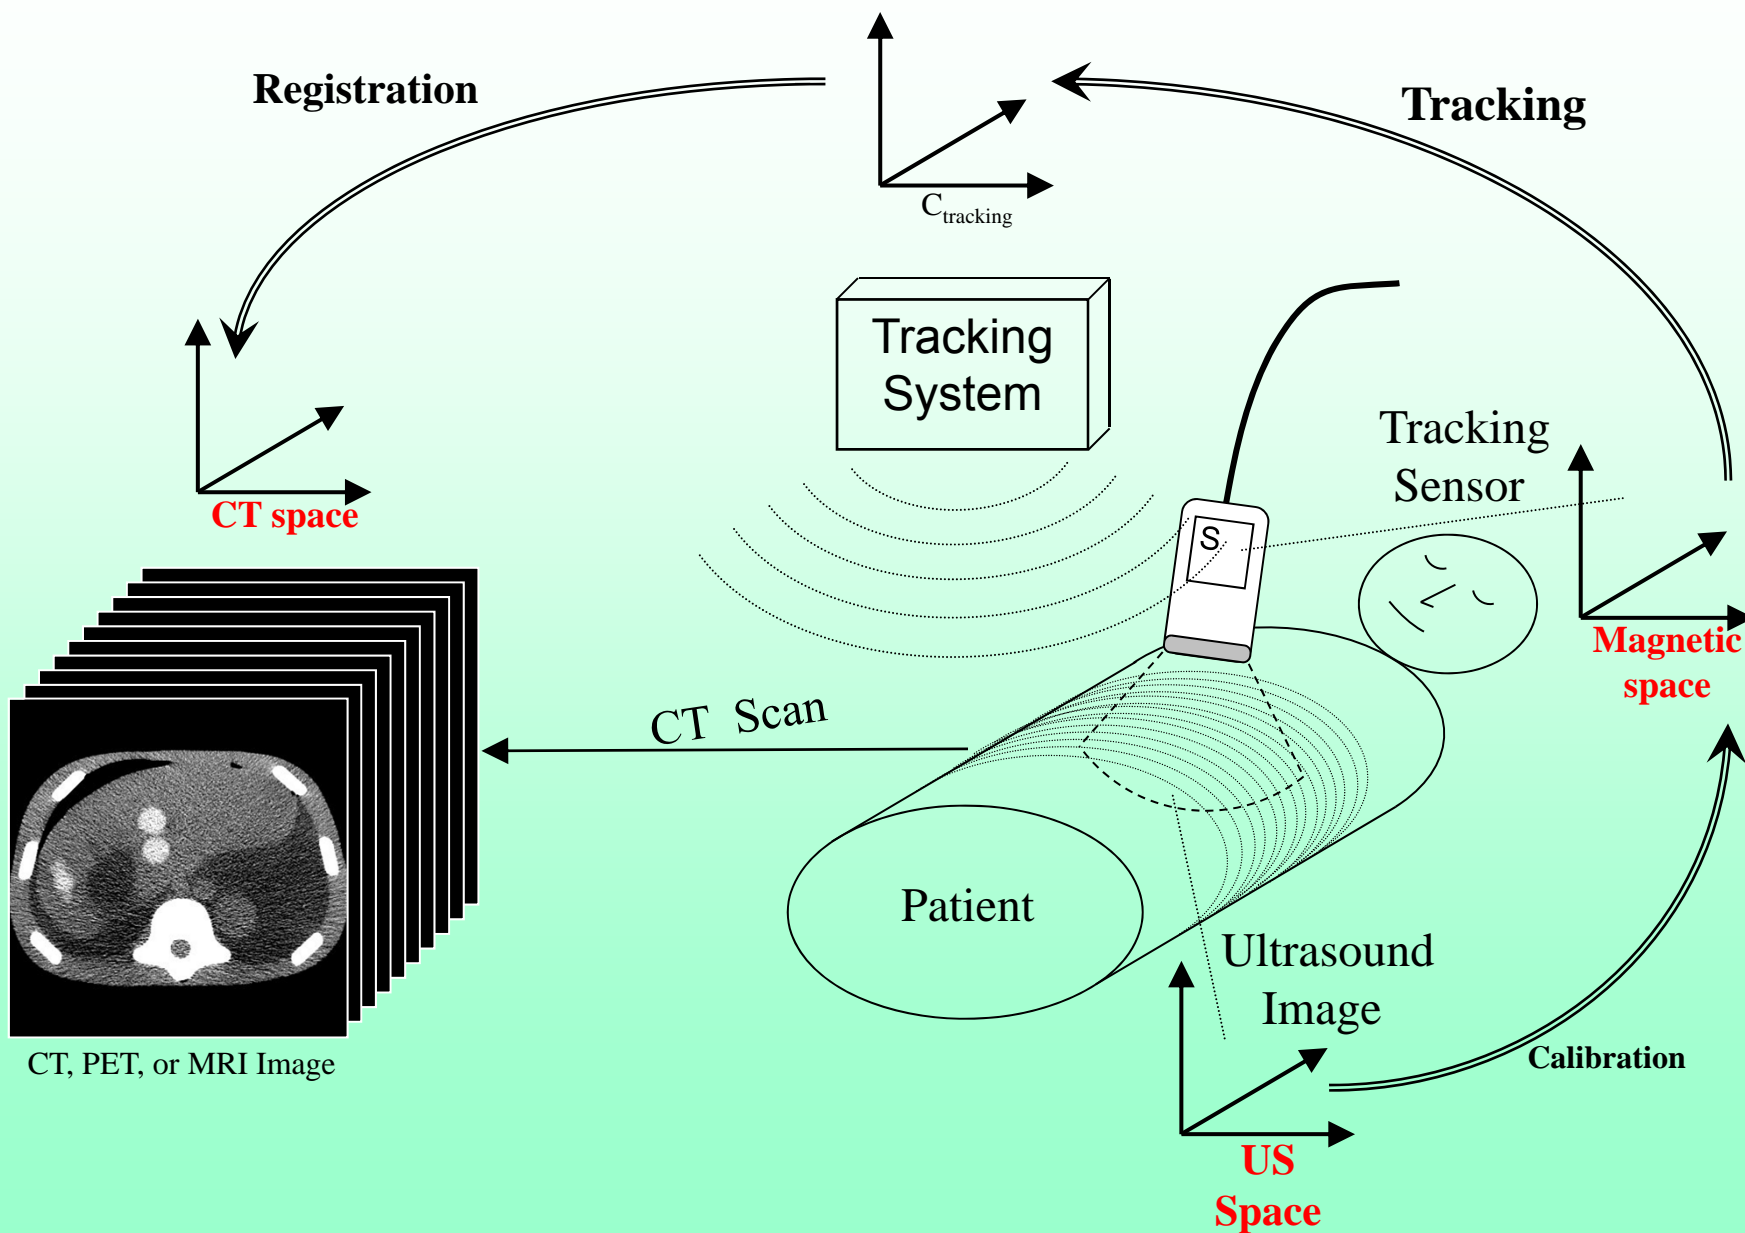 Registration
Tracking
C_tracking
Tracking
System
Tracking
Sensor
CT space
S
Magnetic
space
CT Scan
Patient
Ultrasound
Image
CT, PET, or MRI Image
Calibration
US
Space